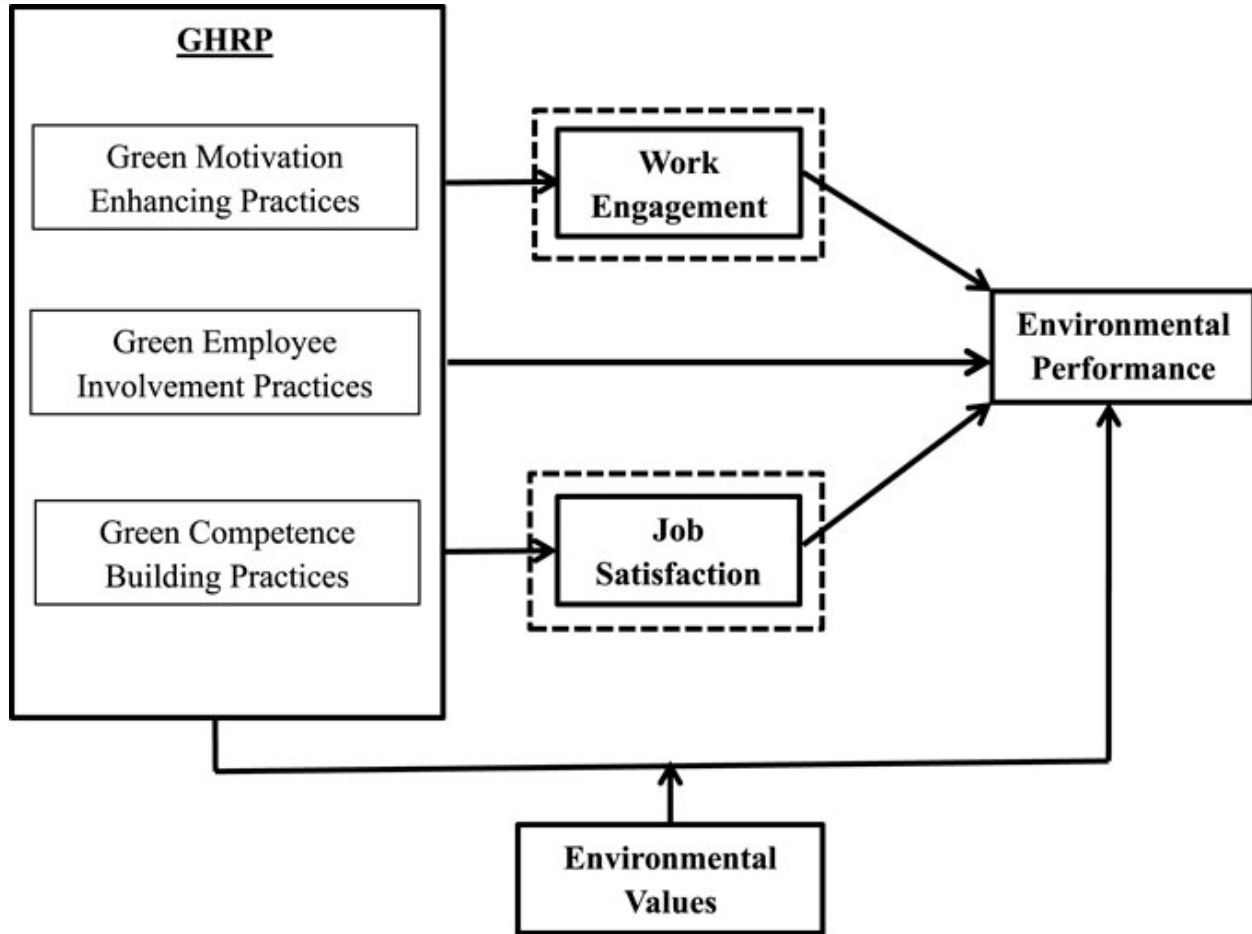 GHRP
Green Motivation
Enhancing Practices
Green Employee
Involvement Practices
Green Competence
Building Practices
Work
Engagement
Job
Satisfaction
Environmental
Performance
Environmental
Values